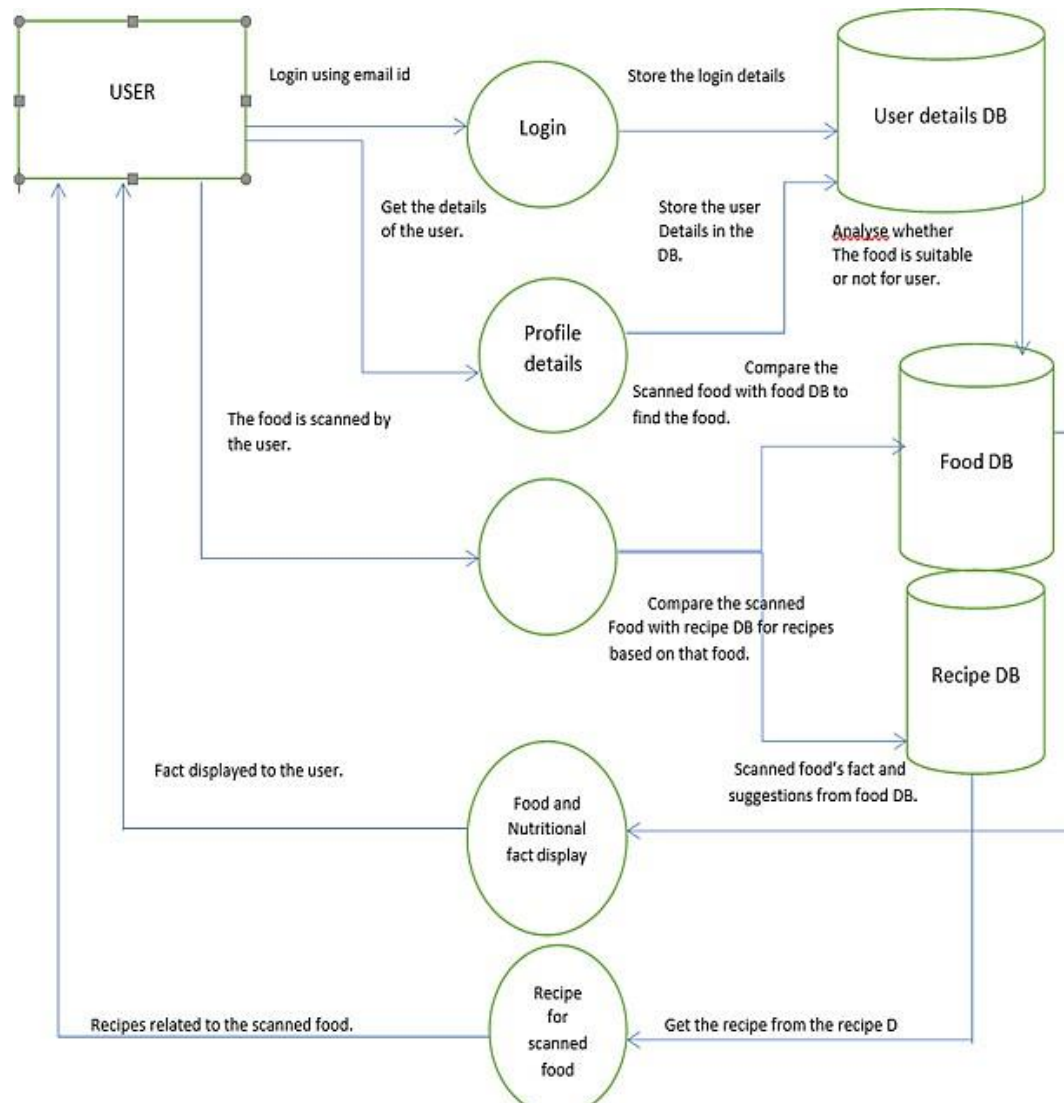 USER
Login using email id
Login
Store the login details
User details DB
Get the details
of the user.
Store the user
Details in the
DB.
Analyse whether
The food is suitable
or not for user.
Profile
details
Compare the
Scanned food with food DB to
find the food.
The food is scanned by
the user.
Food DB
Compare the scanned
Food with recipe DB for recipes
based on that food.
Recipe DB
Fact displayed to the user.
Scanned food's fact and
suggestions from food DB.
Food and
Nutritional
fact display
Recipe
for
scanned
food
Recipes related to the scanned food.
Get the recipe from the recipe D